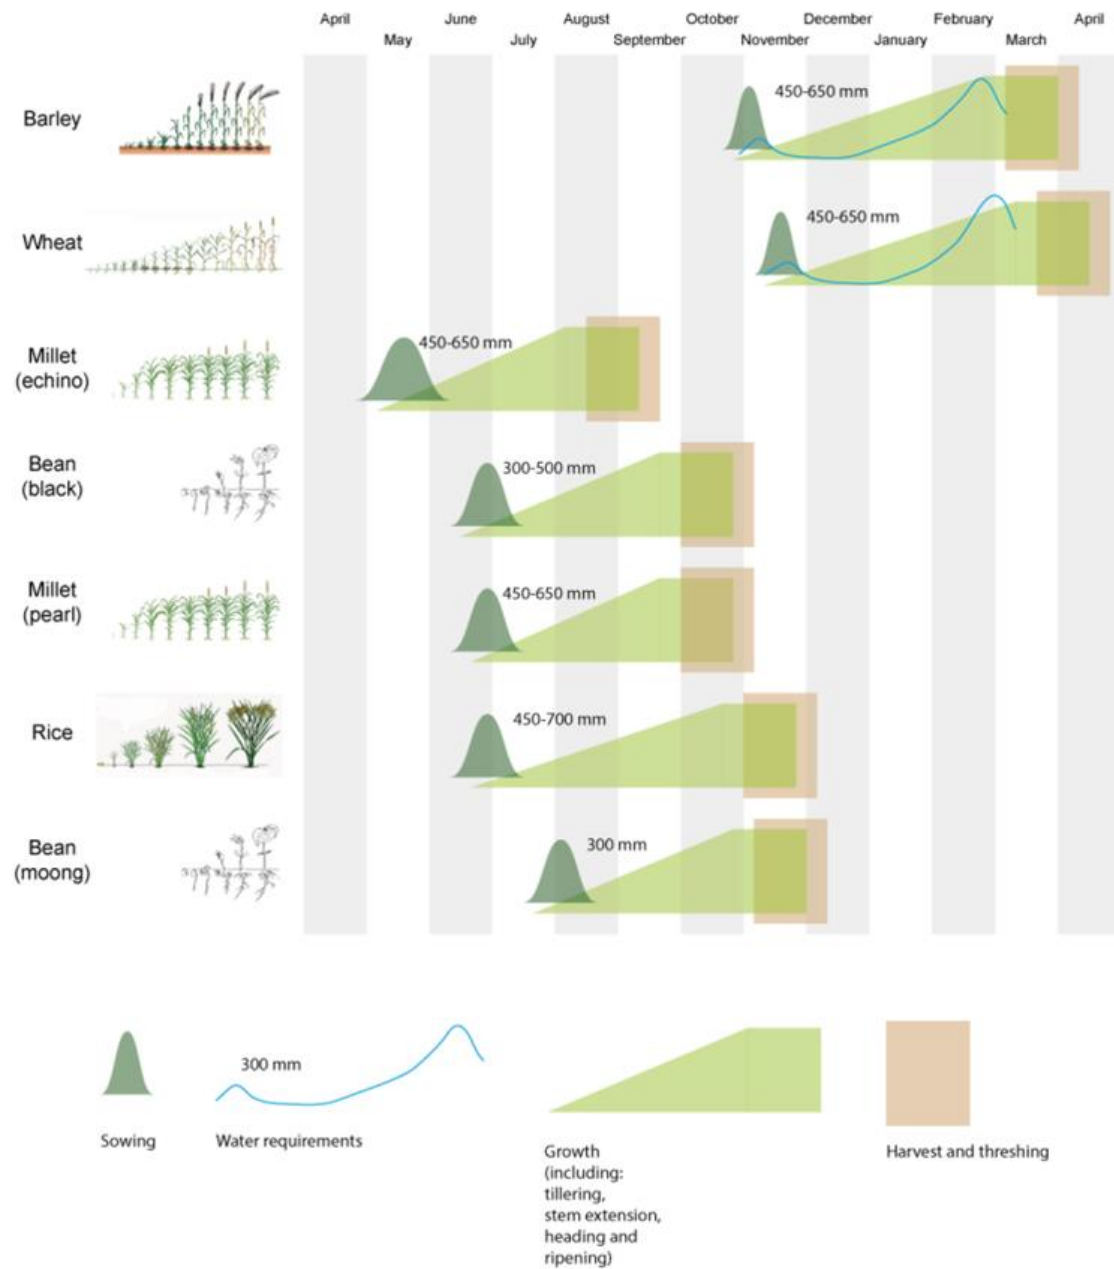 April June August October December February April
May July September November January March
Barley
450-650 mm
Wheat
450-650 mm
Millet
(echino)
450-650 mm
Bean
(black)
300-500 mm
Millet
(pearl)
450-650 mm
Rice
450-700 mm
Bean
(moong)
300 mm
300 mm
Sowing
Water requirements
Growth
(including:
tillering,
stem extension,
heading and
ripening)
Harvest and threshing